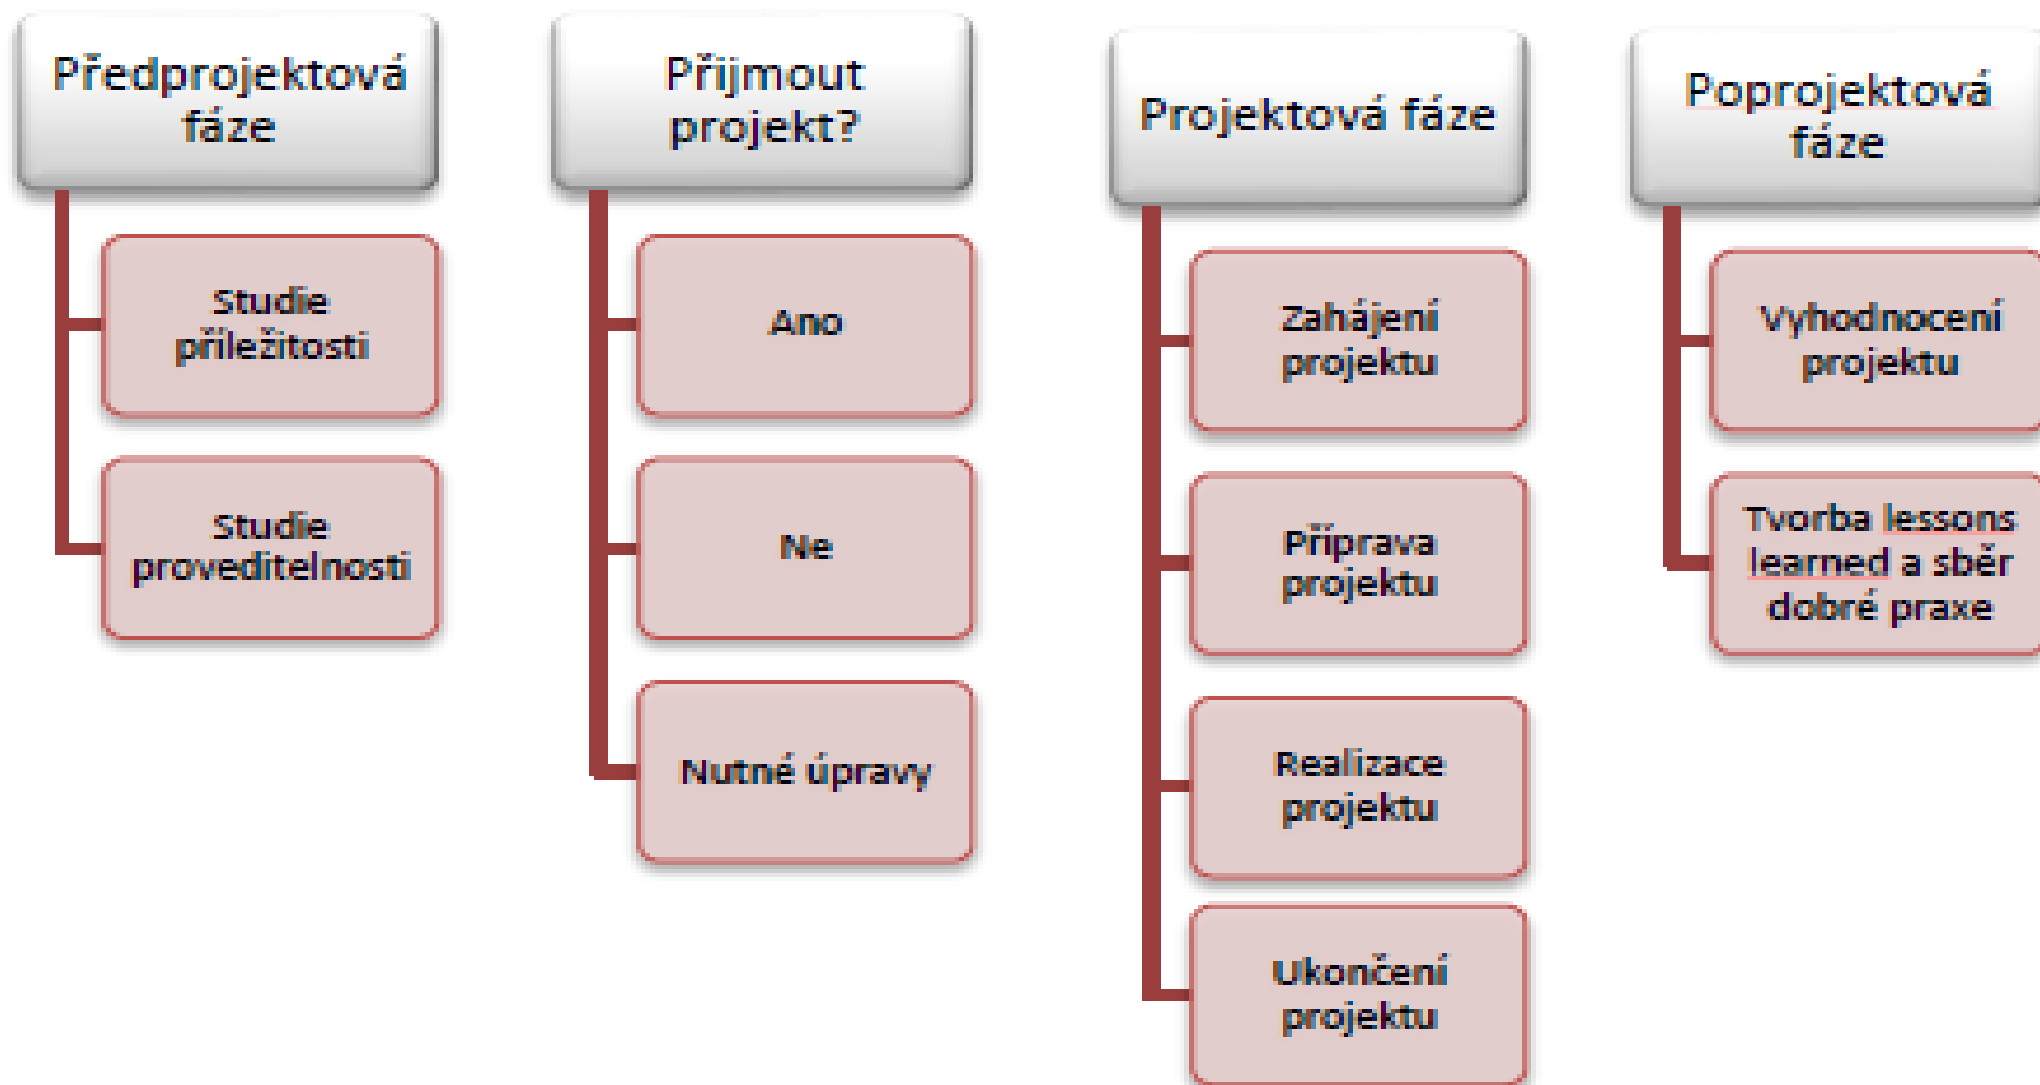 Předprojektová
fáze
Studie
příležitosti
Studie
proveditelnosti
Přijmout
projekt?
Ano
Ne
Nutné úpravy
Projektová fáze
Zahájení
projektu
Příprava
projektu
Realizace
projektu
Ukončení
projektu
Poprojektová
fáze
Vyhodnocení
projektu
Tvorba lessons
learned a sběr
dobré praxe